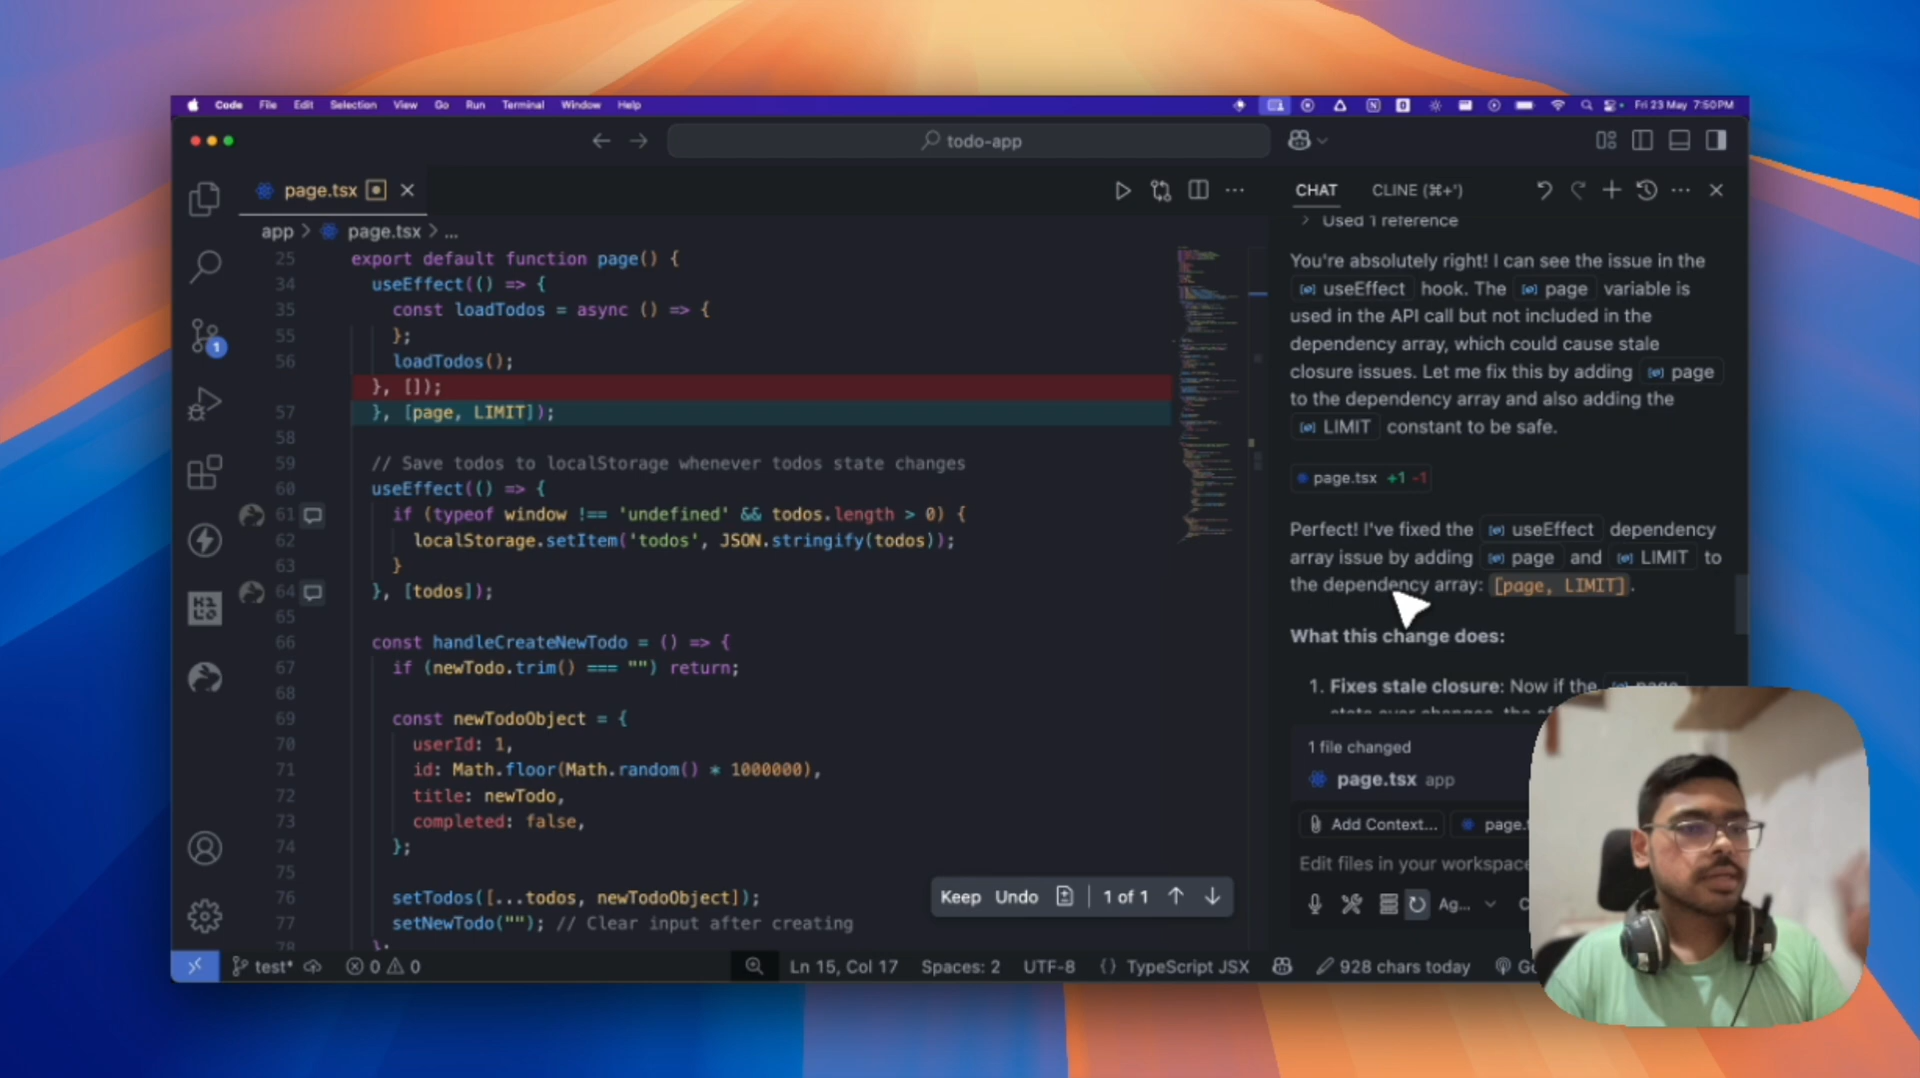 Code File Edit Selection View Go Run Terminal Window Help
Fri 23 May 7:50PM
todo-app
page.tsx
app > page.tsx > ...
25 export default function page() {
34 useEffect(() => {
35 const loadTodos = async () => {
55 };
56 loadTodos();
}, []);
57 }, [page, LIMIT]);
58
59 // Save todos to localStorage whenever todos state changes
60 useEffect(() => {
61 if (typeof window !== 'undefined' && todos.length > 0) {
62 localStorage.setItem('todos', JSON.stringify(todos));
63 }
64 }, [todos]);
65
66 const handleCreateNewTodo = () => {
67 if (newTodo.trim() === "") return;
68
69 const newTodoObject = {
70 userId: 1,
71 id: Math.floor(Math.random() * 1000000),
72 title: newTodo,
73 completed: false,
74 };
75
76 setTodos([...todos, newTodoObject]);
77 setNewTodo(""); // Clear input after creating
78 };
1
Keep Undo 1 of 1
CHAT CLINE (⌘+')
> Used 1 reference
You're absolutely right! I can see the issue in the
useEffect hook. The page variable is
used in the API call but not included in the
dependency array, which could cause stale
closure issues. Let me fix this by adding page
to the dependency array and also adding the
LIMIT constant to be safe.
page.tsx +1 -1
Perfect! I've fixed the useEffect dependency
array issue by adding page and LIMIT to
the dependency array: [page, LIMIT].
What this change does:
1. Fixes stale closure: Now if the page
1 file changed
page.tsx app
Add Context...
Edit files in your workspace
Ag...
test* 0 0 Ln 15, Col 17 Spaces: 2 UTF-8 {} TypeScript JSX 928 chars today